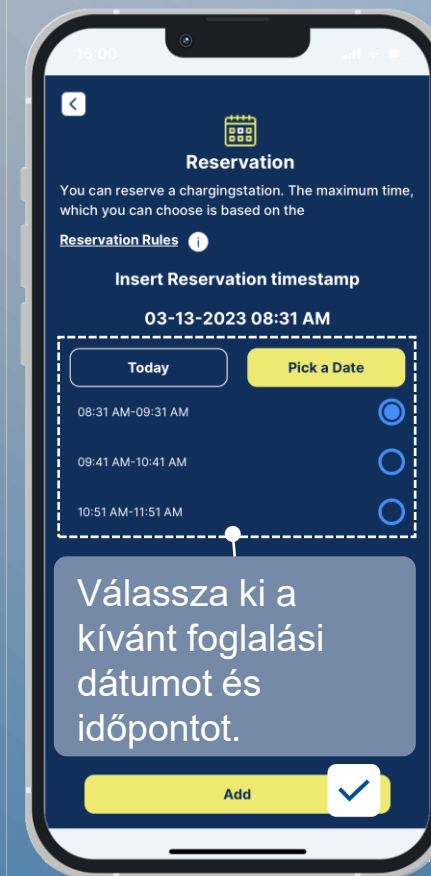 16:00
Reservation
You can reserve a chargingstation. The maximum time,
which you can choose is based on the
Reservation Rules i
Insert Reservation timestamp
03-13-2023 08:31 AM
Today Pick a Date
08:31 AM-09:31 AM
09:41 AM-10:41 AM
10:51 AM-11:51 AM
Válassza ki a
kívánt foglalási
dátumot és
időpontot.
Add